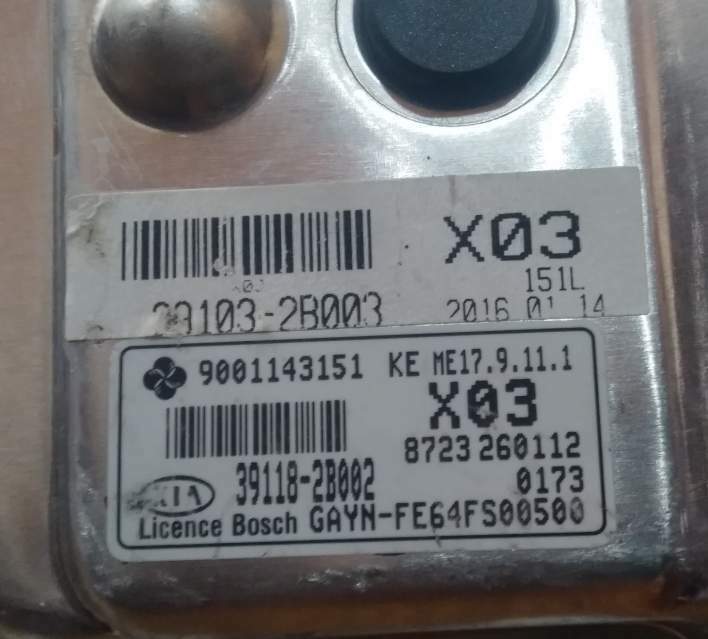 X03
151L
39103-2B003 2016 01 14
9001143151 KE ME17.9.11.1
X03
8723 260112
KIA 39118-2B002 0173
Licence Bosch GAYN-FE64FS00500